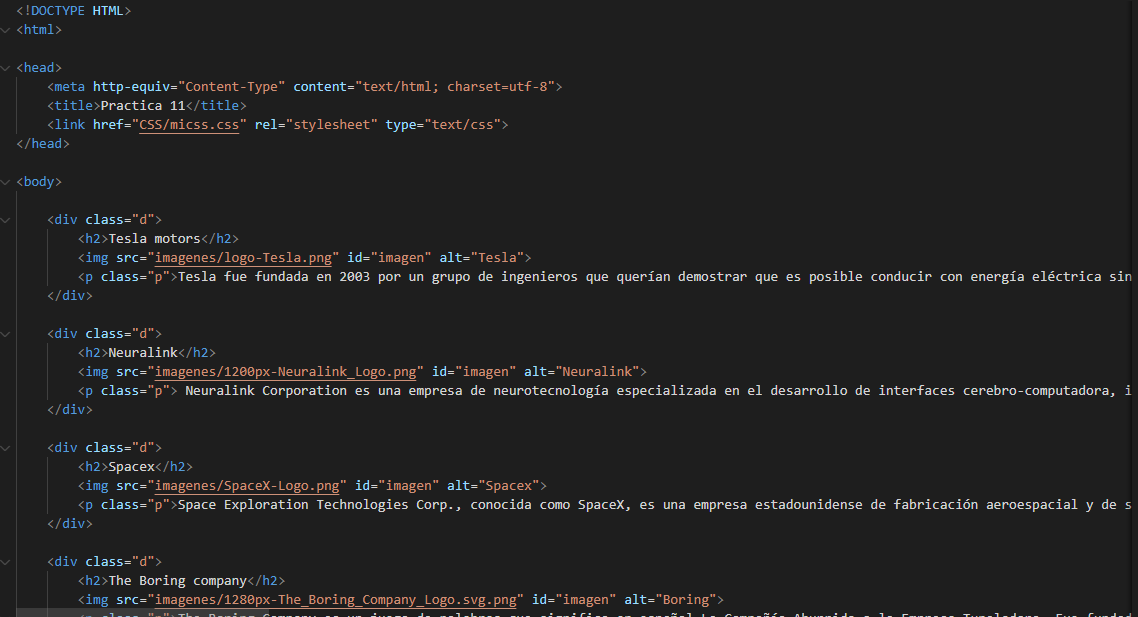 <!DOCTYPE HTML>
<html>
<head>
<meta http-equiv="Content-Type" content="text/html; charset=utf-8">
<title>Practica 11</title>
<link href="CSS/micss.css" rel="stylesheet" type="text/css">
</head>
<body>
<div class="d">
<h2>Tesla motors</h2>
<img src="imagenes/logo-Tesla.png" id="imagen" alt="Tesla">
<p class="p">Tesla fue fundada en 2003 por un grupo de ingenieros que querían demostrar que es posible conducir con energía eléctrica sin
</div>
<div class="d">
<h2>Neuralink</h2>
<img src="imagenes/1200px-Neuralink_Logo.png" id="imagen" alt="Neuralink">
<p class="p"> Neuralink Corporation es una empresa de neurotecnología especializada en el desarrollo de interfaces cerebro-computadora, i
</div>
<div class="d">
<h2>Spacex</h2>
<img src="imagenes/SpaceX-Logo.png" id="imagen" alt="Spacex">
<p class="p">Space Exploration Technologies Corp., conocida como SpaceX, es una empresa estadounidense de fabricación aeroespacial y de s
</div>
<div class="d">
<h2>The Boring company</h2>
<img src="imagenes/1280px-The_Boring_Company_Logo.svg.png" id="imagen" alt="Boring">